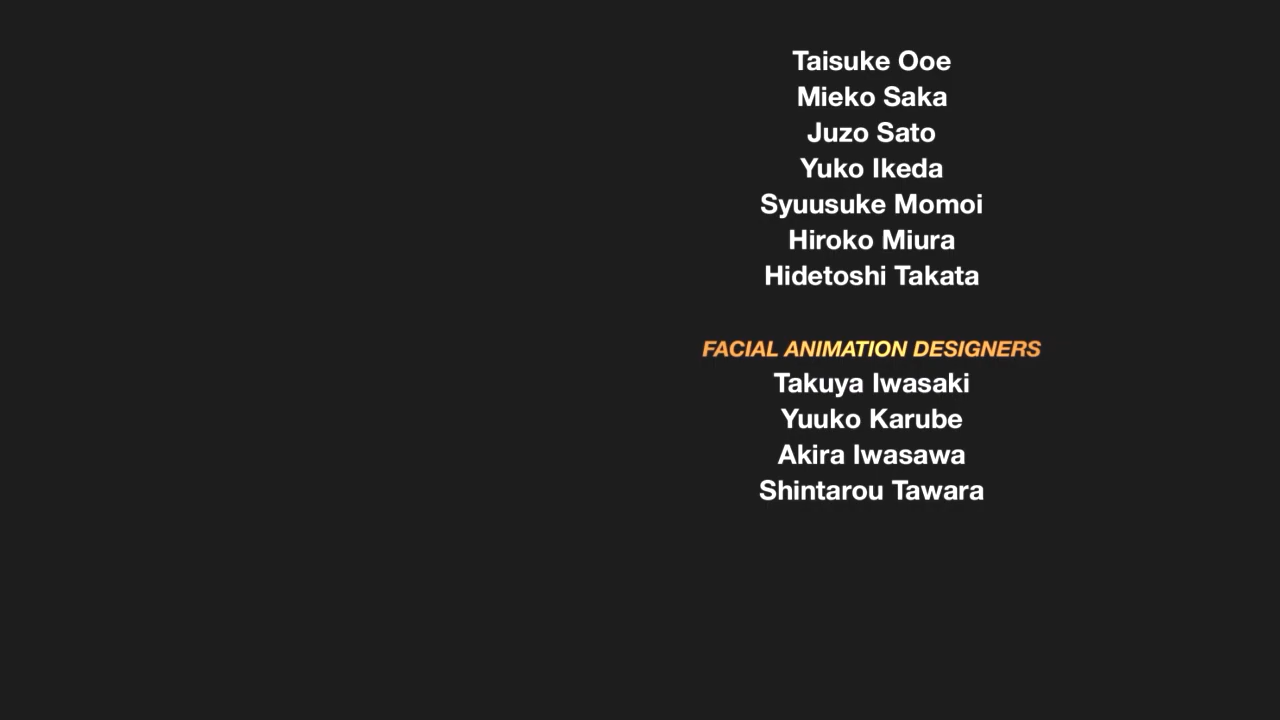 Taisuke Ooe
Mieko Saka
Juzo Sato
Yuko Ikeda
Syuusuke Momoi
Hiroko Miura
Hidetoshi Takata
FACIAL ANIMATION DESIGNERS
Takuya Iwasaki
Yuuko Karube
Akira Iwasawa
Shintarou Tawara